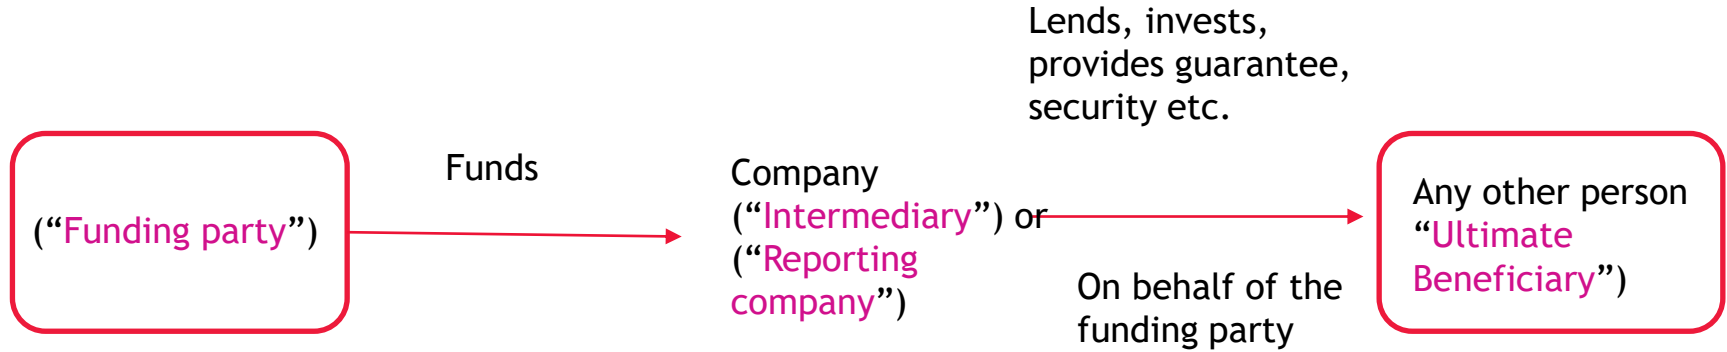 ("Funding party")
Funds
Company
("Intermediary") or
("Reporting
company")
Lends, invests,
provides guarantee,
security etc.
On behalf of the
funding party
Any other person
"Ultimate
Beneficiary")